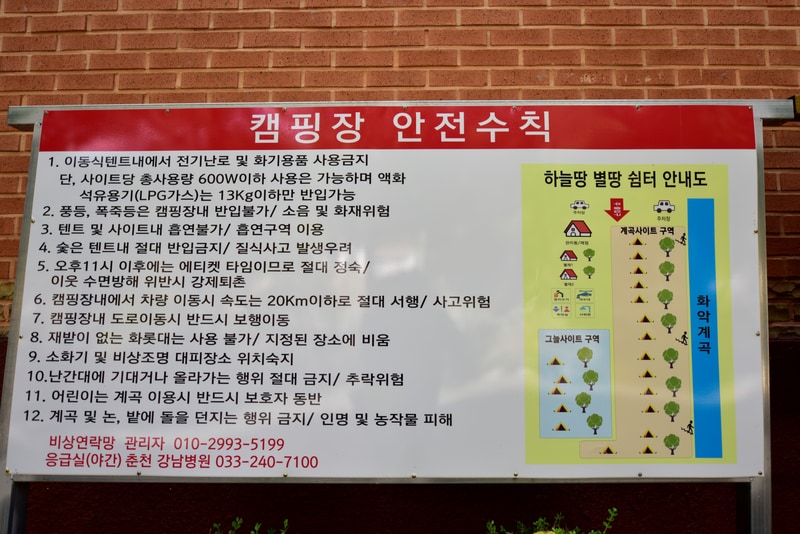 캠핑장 안전수칙
1. 이동식텐트내에서 전기난로 및 화기용품 사용금지
단, 사이트당 총사용량 600W이하 사용은 가능하며 액화
석유용기(LPG가스)는 13Kg이하만 반입가능
2. 풍등, 폭죽등은 캠핑장내 반입불가/ 소음 및 화재위험
3. 텐트 및 사이트내 흡연불가/ 흡연구역 이용
4. 숯은 텐트내 절대 반입금지/ 질식사고 발생우려
5. 오후11시 이후에는 에티켓 타임이므로 절대 정숙/
이웃 수면방해 위반시 강제퇴촌
6. 캠핑장내에서 차량 이동시 속도는 20Km이하로 절대 서행/ 사고위험
7. 캠핑장내 도로이동시 반드시 보행이동
8. 재받이 없는 화롯대는 사용 불가/ 지정된 장소에 비움
9. 소화기 및 비상조명 대피장소 위치숙지
10.난간대에 기대거나 올라가는 행위 절대 금지/ 추락위험
11. 어린이는 계곡 이용시 반드시 보호자 동반
12. 계곡 및 논, 밭에 돌을 던지는 행위 금지/ 인명 및 농작물 피해
비상연락망 관리자 010-2993-5199
응급실(야간) 춘천 강남병원 033-240-7100
하늘땅 별땅 쉼터 안내도
주차장
주차장
계곡사이트 구역
그늘사이트 구역
화악계곡